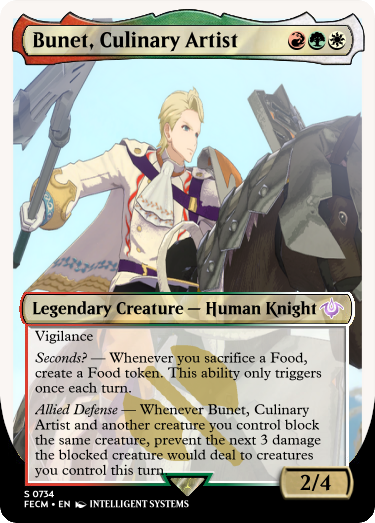 Bunet, Culinary Artist
Legendary Creature — Human Knight
Vigilance
Seconds? — Whenever you sacrifice a Food,
create a Food token. This ability only triggers
once each turn.
Allied Defense — Whenever Bunet, Culinary
Artist and another creature you control block
the same creature, prevent the next 3 damage
the blocked creature would deal to creatures
you control this turn.
2/4
S 0734
FECM • EN INTELLIGENT SYSTEMS